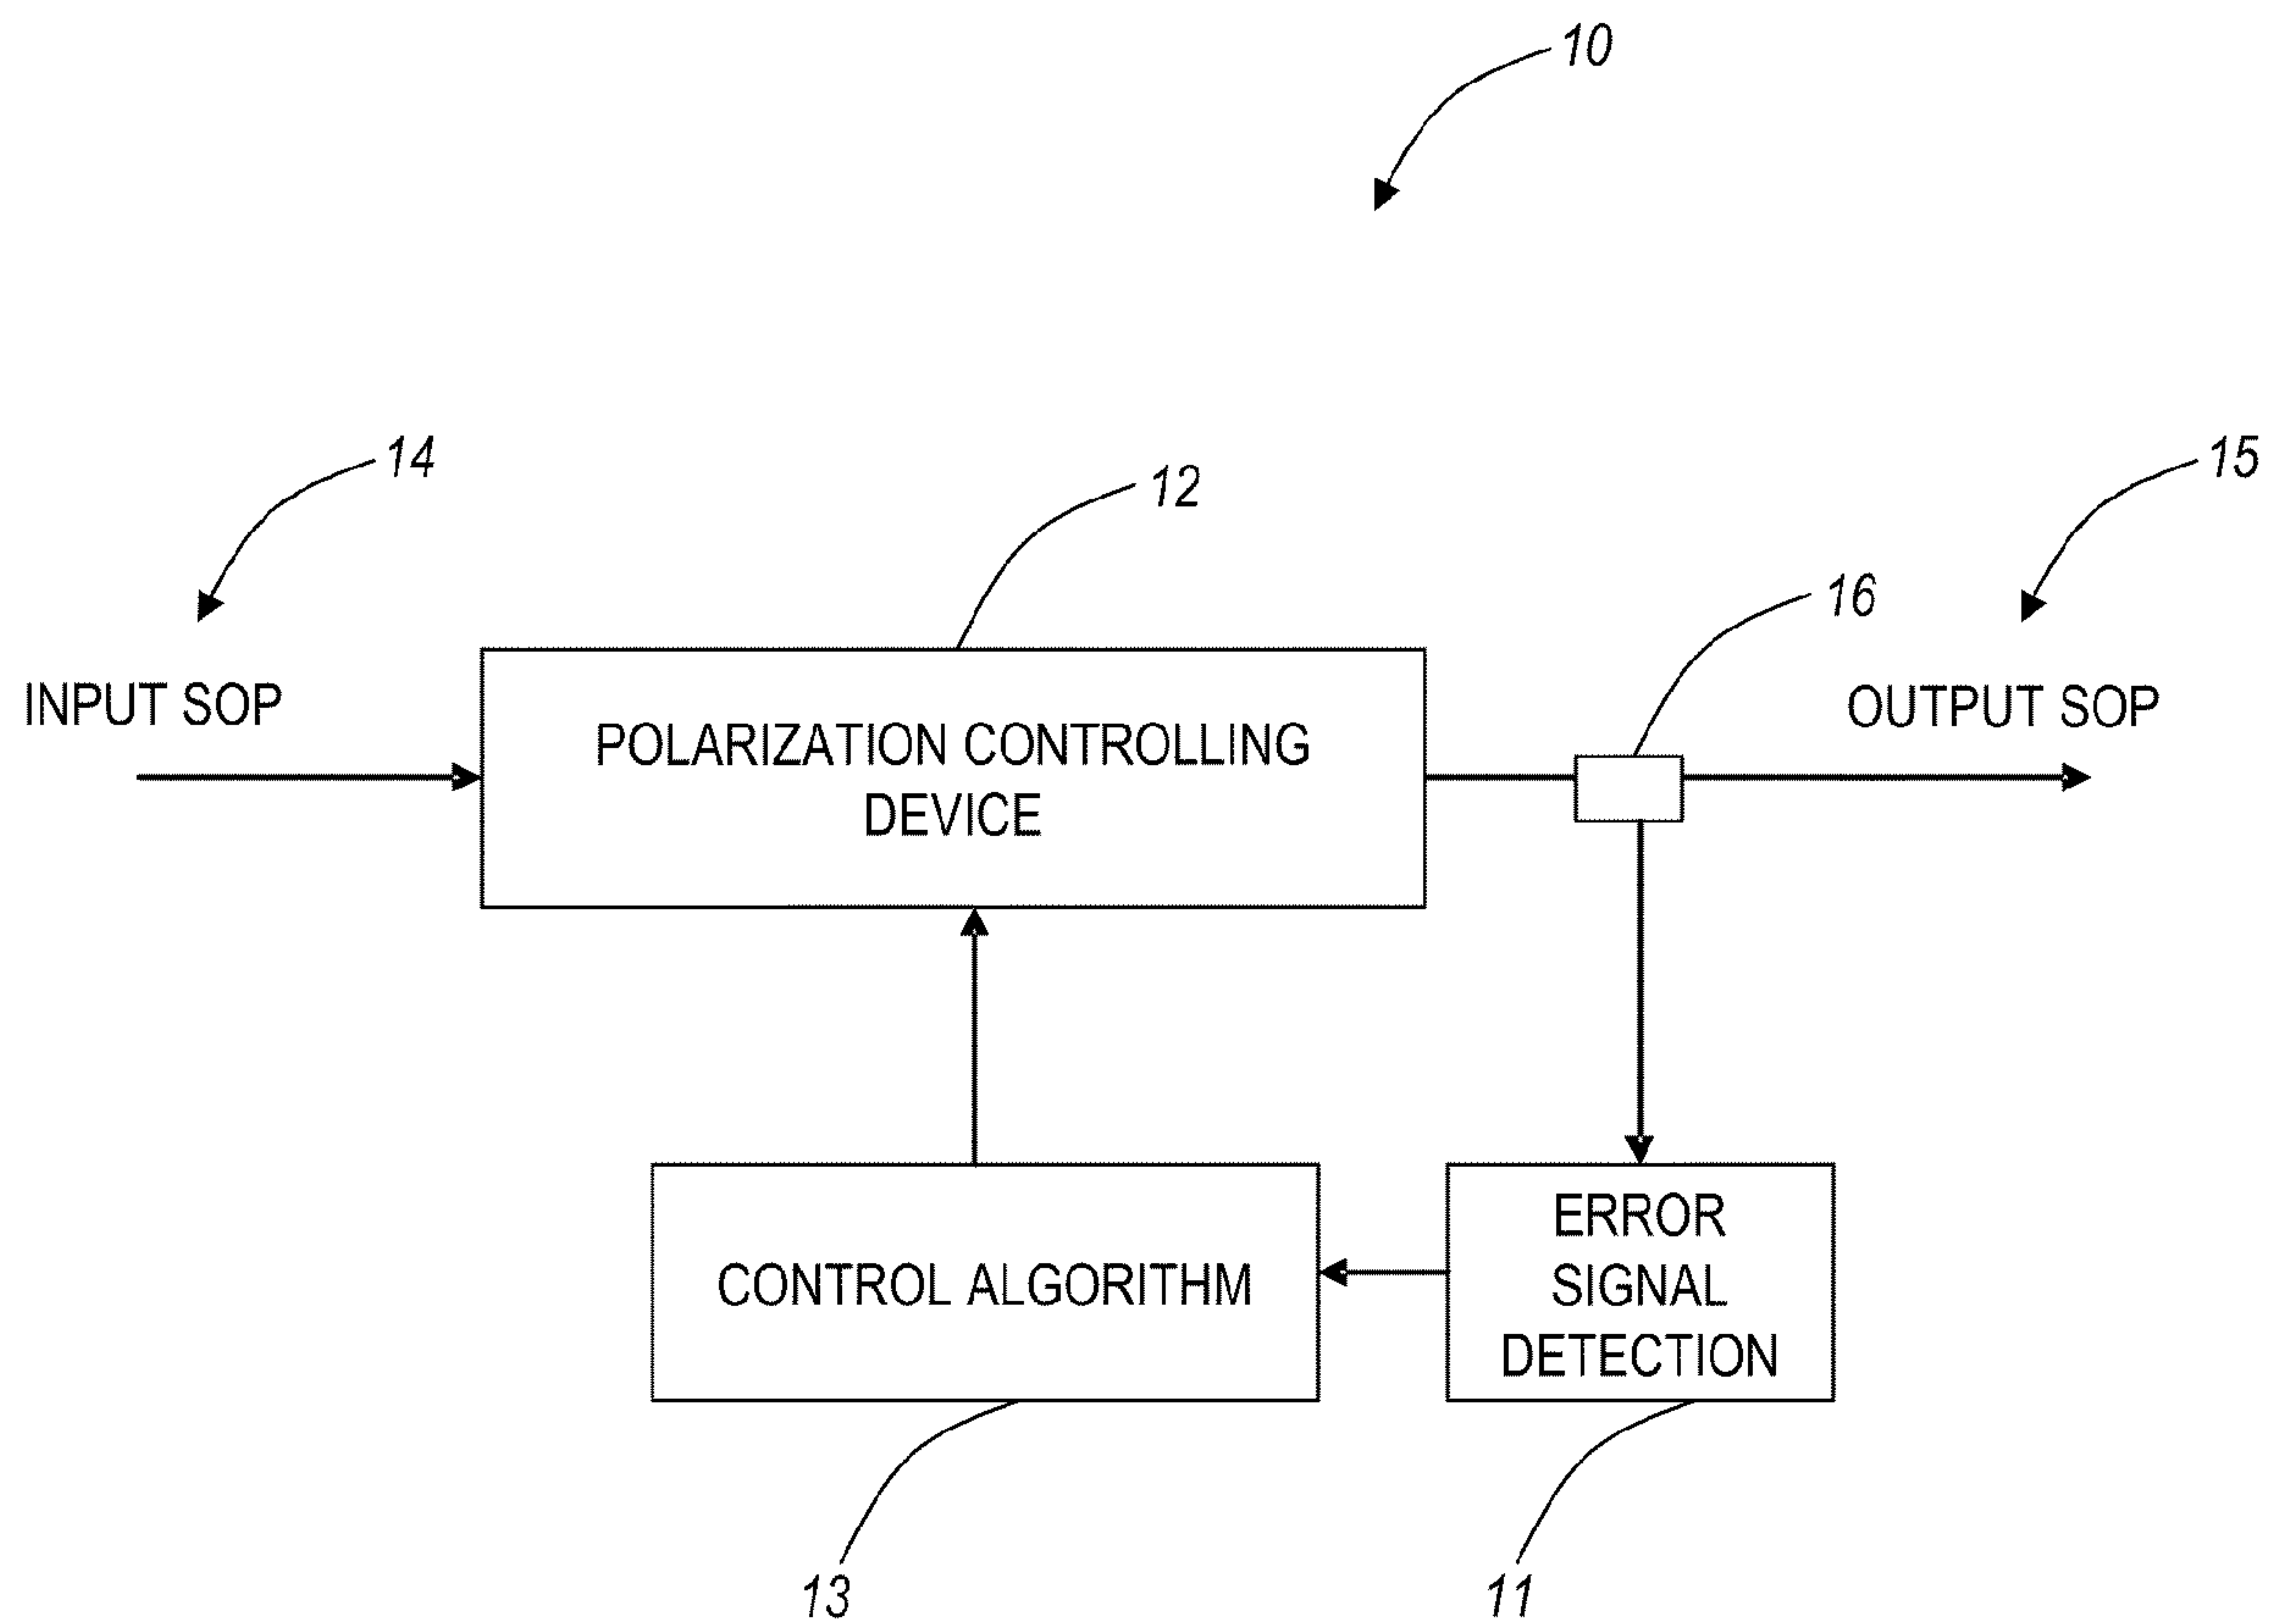 10
14
12
15
16
INPUT SOP
OUTPUT SOP
POLARIZATION CONTROLLING
DEVICE
CONTROL ALGORITHM
ERROR
SIGNAL
DETECTION
13
11